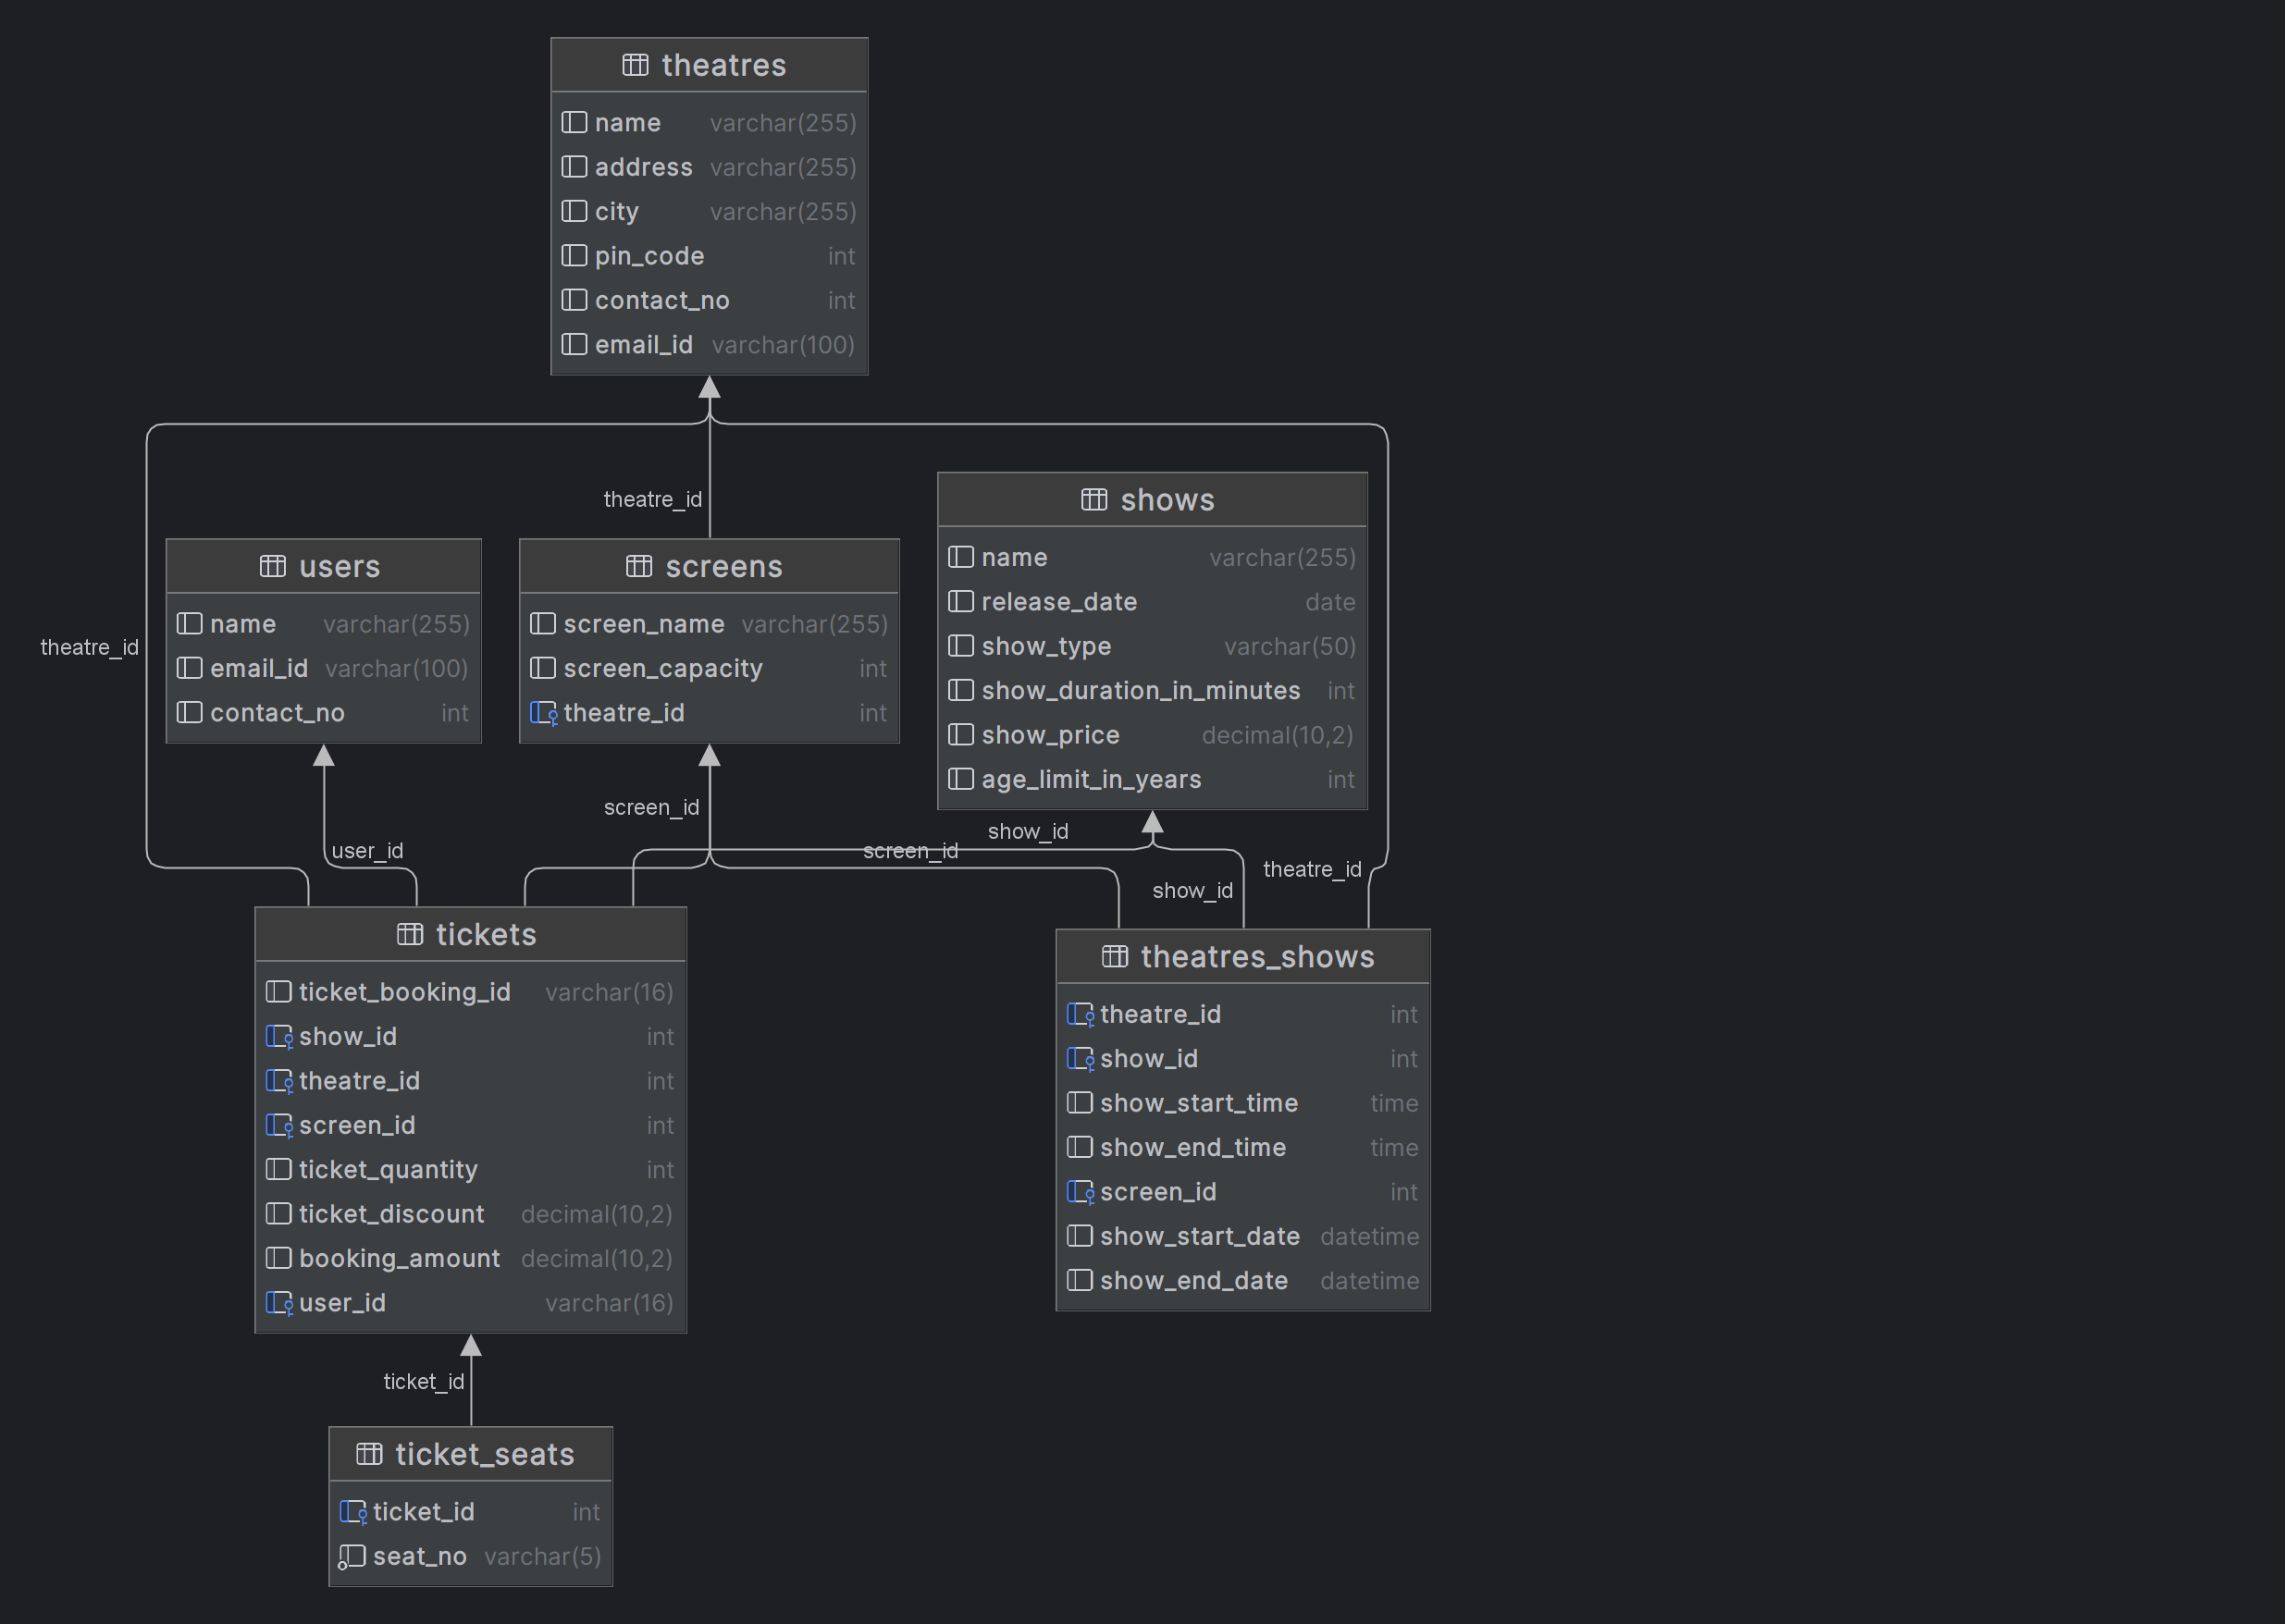 theatres
name varchar(255)
address varchar(255)
city varchar(255)
pin_code int
contact_no int
email_id varchar(100)
theatre_id
theatre_id
users
name varchar(255)
email_id varchar(100)
contact_no int
screens
screen_name varchar(255)
screen_capacity int
theatre_id int
shows
name varchar(255)
release_date date
show_type varchar(50)
show_duration_in_minutes int
show_price decimal(10,2)
age_limit_in_years int
user_id
screen_id
screen_id
show_id
show_id
theatre_id
tickets
ticket_booking_id varchar(16)
show_id int
theatre_id int
screen_id int
ticket_quantity int
ticket_discount decimal(10,2)
booking_amount decimal(10,2)
user_id varchar(16)
theatres_shows
theatre_id int
show_id int
show_start_time time
show_end_time time
screen_id int
show_start_date datetime
show_end_date datetime
ticket_id
ticket_seats
ticket_id int
seat_no varchar(5)